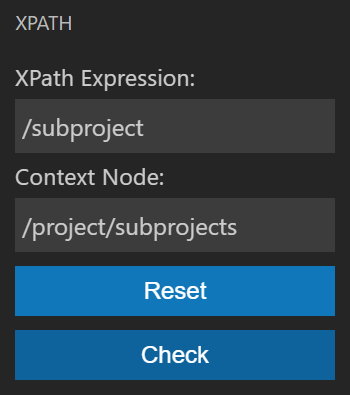 XPATH
XPath Expression:
/subproject
Context Node:
/project/subprojects
Reset
Check